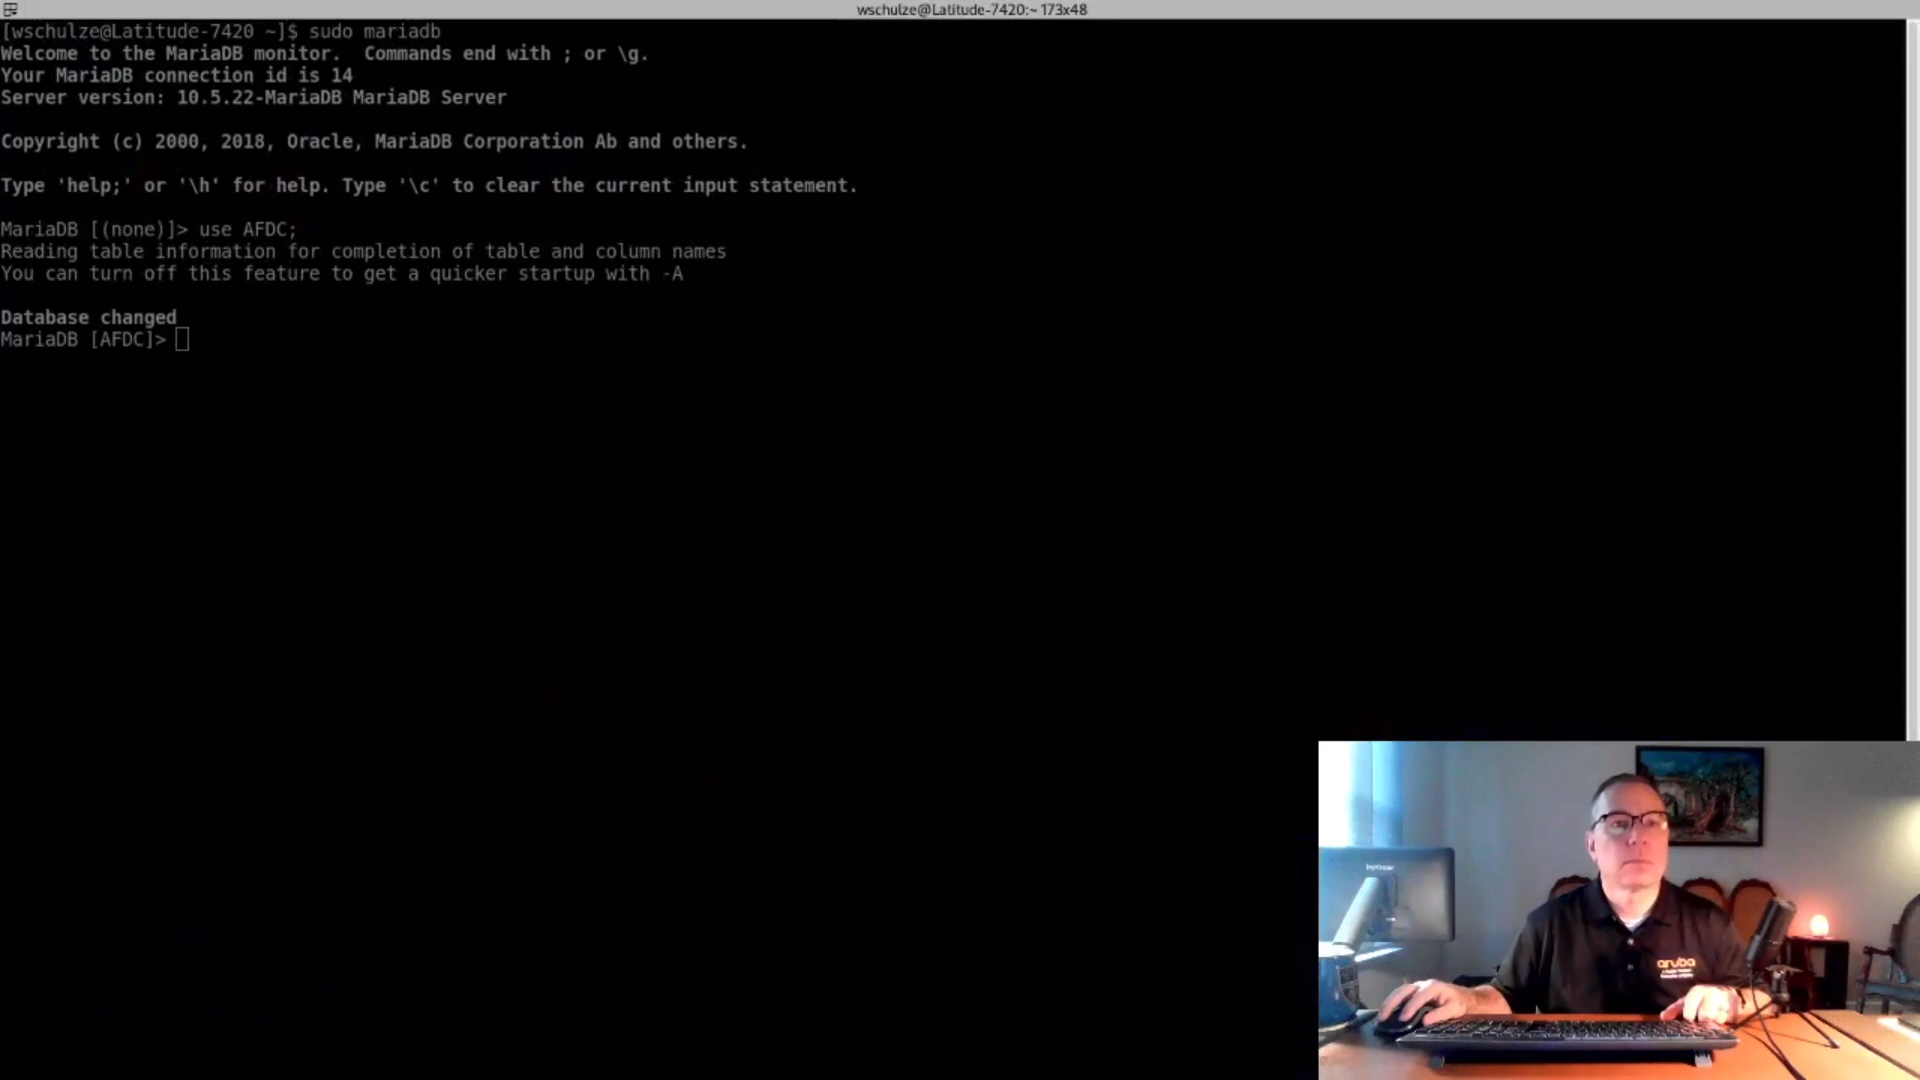 wschulze@Latitude-7420:~ 173x48
[wschulze@Latitude-7420 ~]$ sudo mariadb
Welcome to the MariaDB monitor.  Commands end with ; or \g.
Your MariaDB connection id is 14
Server version: 10.5.22-MariaDB MariaDB Server
Copyright (c) 2000, 2018, Oracle, MariaDB Corporation Ab and others.
Type 'help;' or '\h' for help. Type '\c' to clear the current input statement.
MariaDB [(none)]> use AFDC;
Reading table information for completion of table and column names
You can turn off this feature to get a quicker startup with -A
Database changed
MariaDB [AFDC]>
aruba